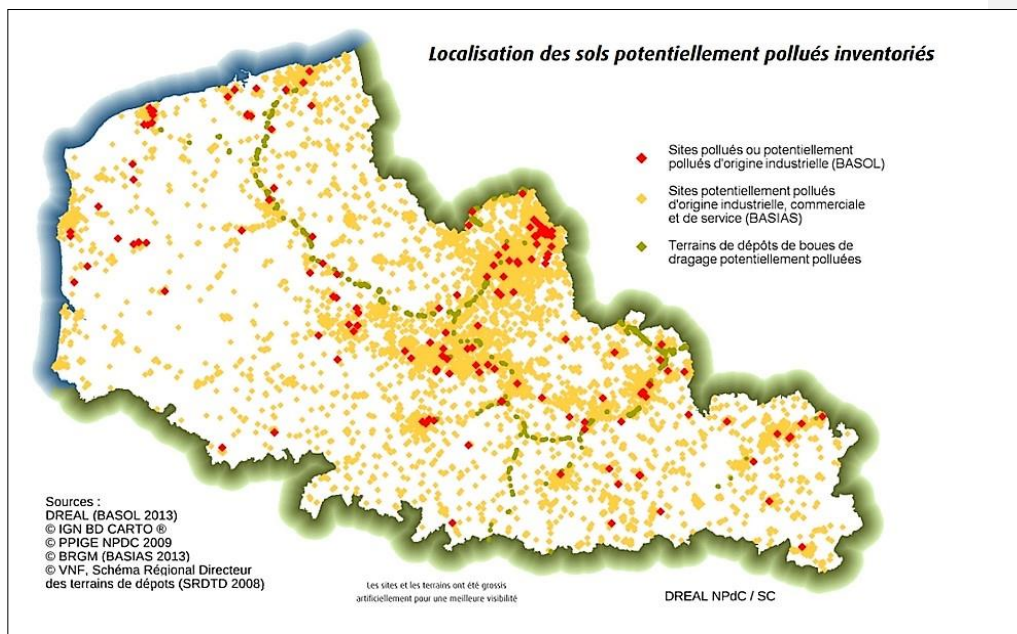 Localisation des sols potentiellement pollués inventoriés
Sites pollués ou potentiellement
pollués d'origine industrielle (BASOL)
Sites potentiellement pollués
d'origine industrielle, commerciale
et de service (BASIAS)
Terrains de dépôts de boues de
dragage potentiellement polluées
Sources :
DREAL (BASOL 2013)
© IGN BD CARTO ®
© PPIGE NPDC 2009
© BRGM (BASIAS 2013)
© VNF, Schéma Régional Directeur
des terrains de dépots (SRDTD 2008)
Les sites et les terrains ont été grossis
artificiellement pour une meilleure visibilité
DREAL NPdC / SC